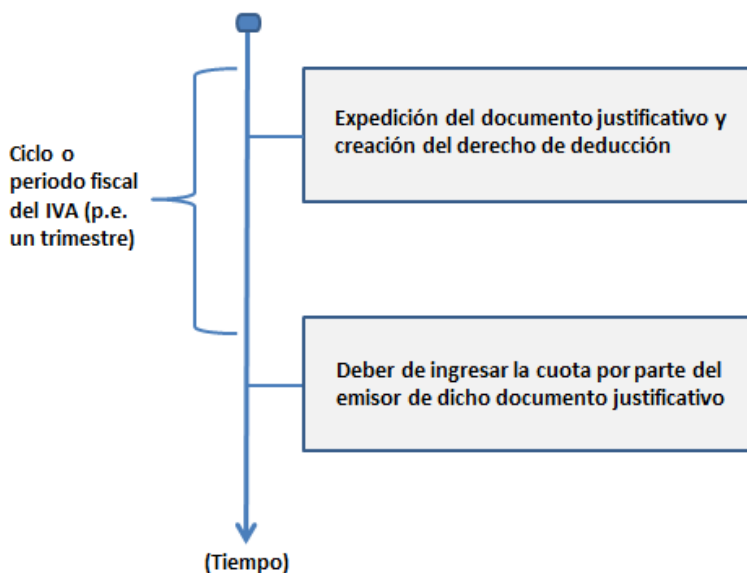 Expedición del documento justificativo y
creación del derecho de deducción
Ciclo o
periodo fiscal
del IVA (p.e.
un trimestre)
Deber de ingresar la cuota por parte del
emisor de dicho documento justificativo
(Tiempo)